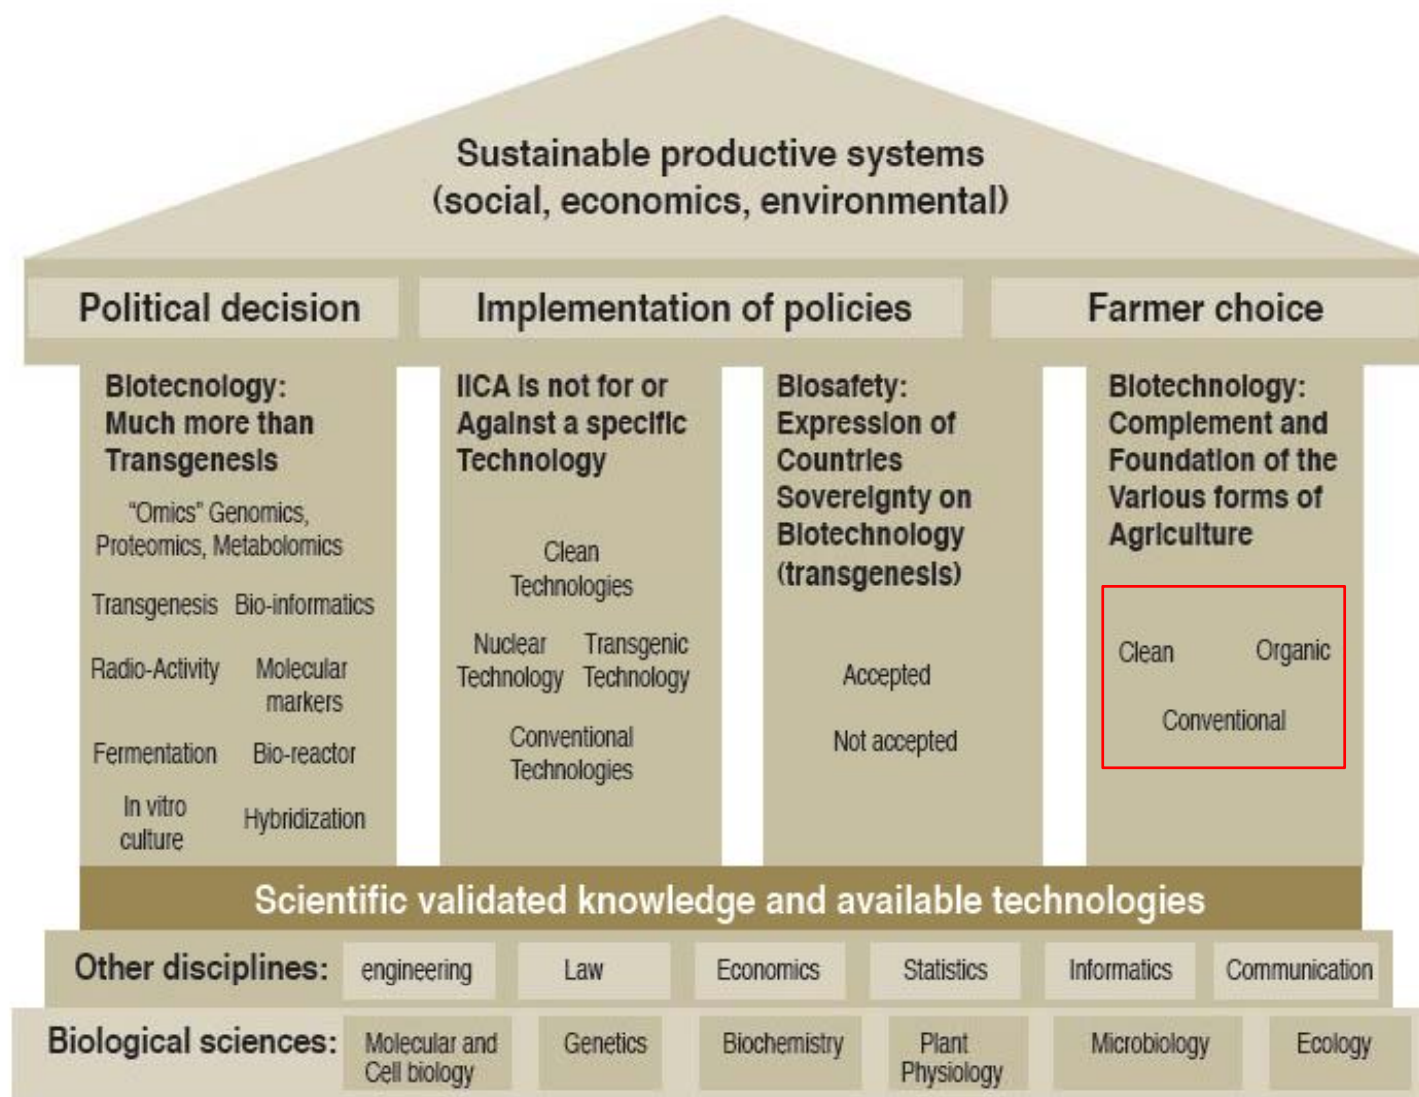 Sustainable productive systems
(social, economics, environmental)
Political decision
Implementation of policies
Farmer choice
Biotecnology:
Much more than
Transgenesis
“Omics” Genomics,
Proteomics, Metabolomics
Transgenesis
Bio-informatics
Radio-Activity
Molecular
markers
Fermentation
Bio-reactor
In vitro
culture
Hybridization
IICA is not for or
Against a specific
Technology
Clean
Technologies
Nuclear
Technology
Transgenic
Technology
Conventional
Technologies
Biosafety:
Expression of
Countries
Sovereignty on
Biotechnology
(transgenesis)
Accepted
Not accepted
Biotechnology:
Complement and
Foundation of the
Various forms of
Agriculture
Clean
Organic
Conventional
Scientific validated knowledge and available technologies
Other disciplines:
engineering
Law
Economics
Statistics
Informatics
Communication
Biological sciences:
Molecular and
Cell biology
Genetics
Biochemistry
Plant
Physiology
Microbiology
Ecology